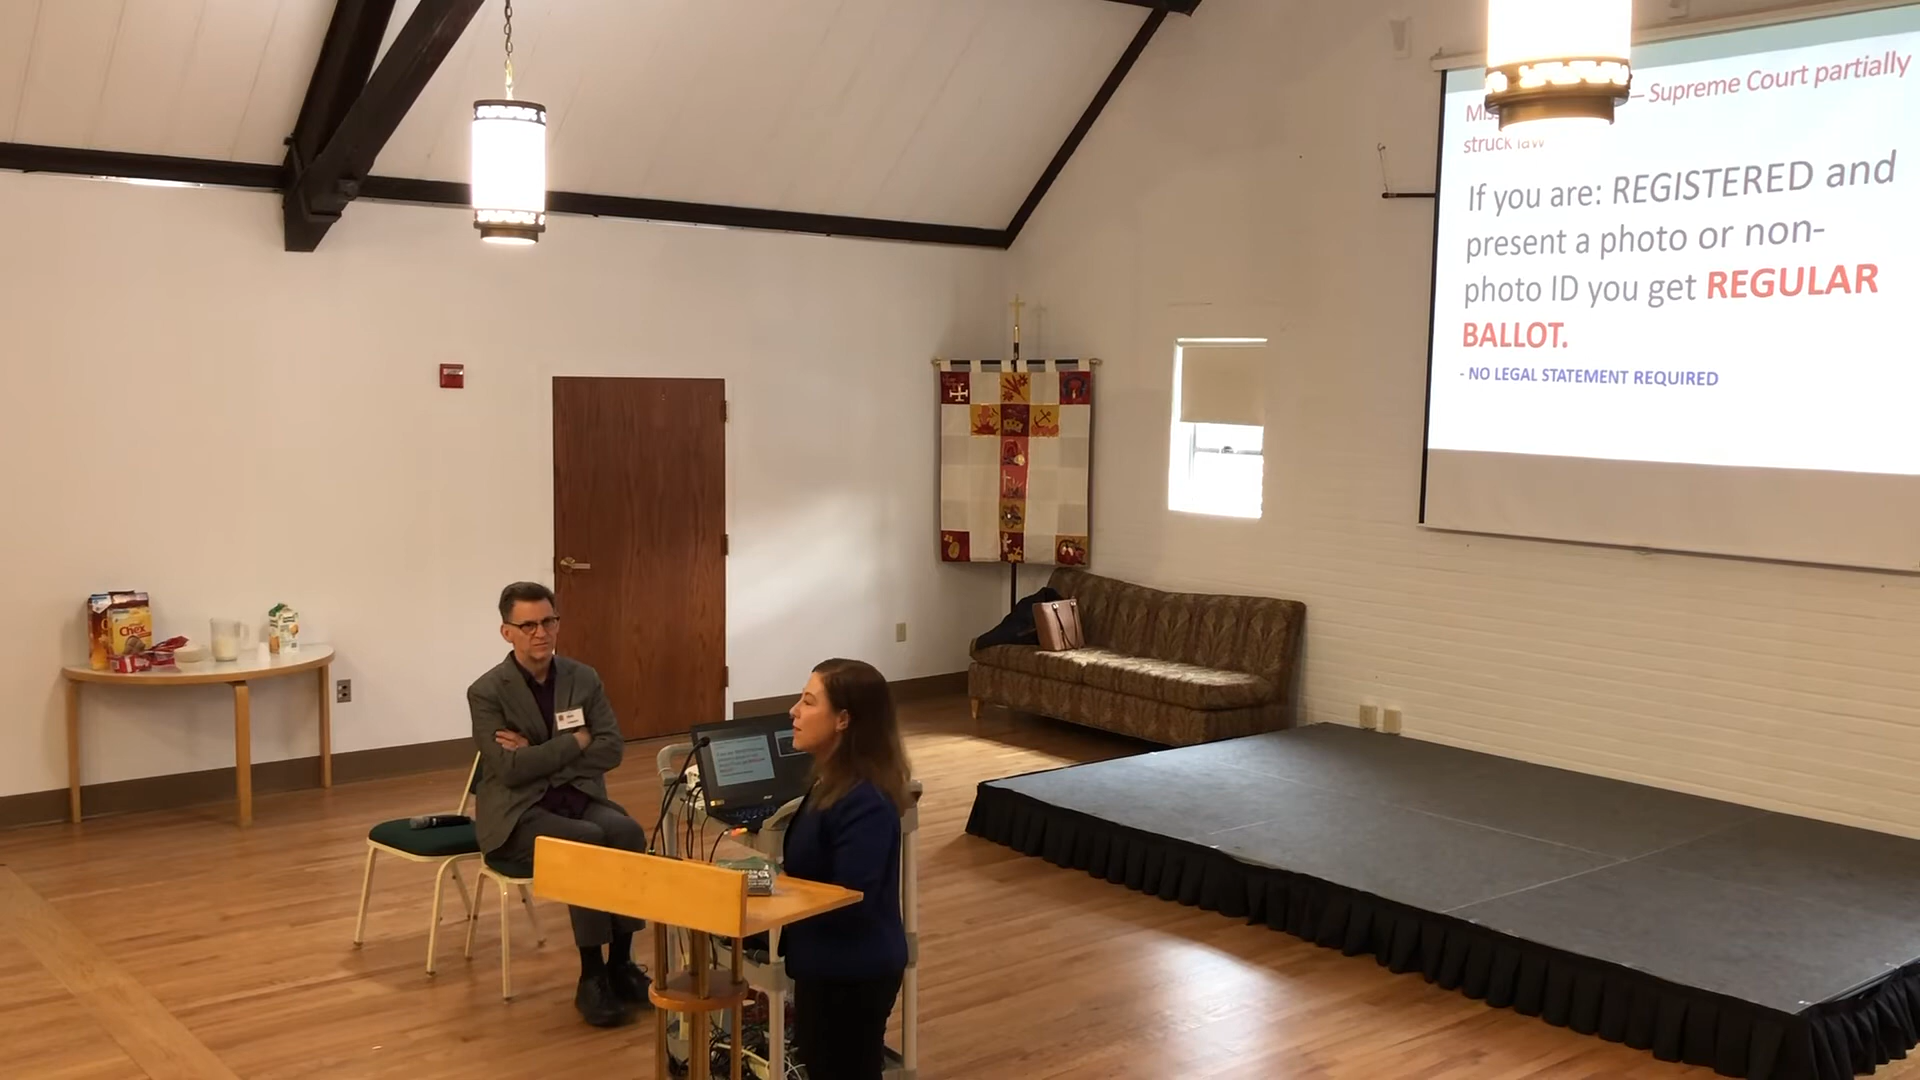 – Supreme Court partially
struck law
If you are: REGISTERED and
present a photo or non-
photo ID you get REGULAR
BALLOT.
- NO LEGAL STATEMENT REQUIRED
Chex